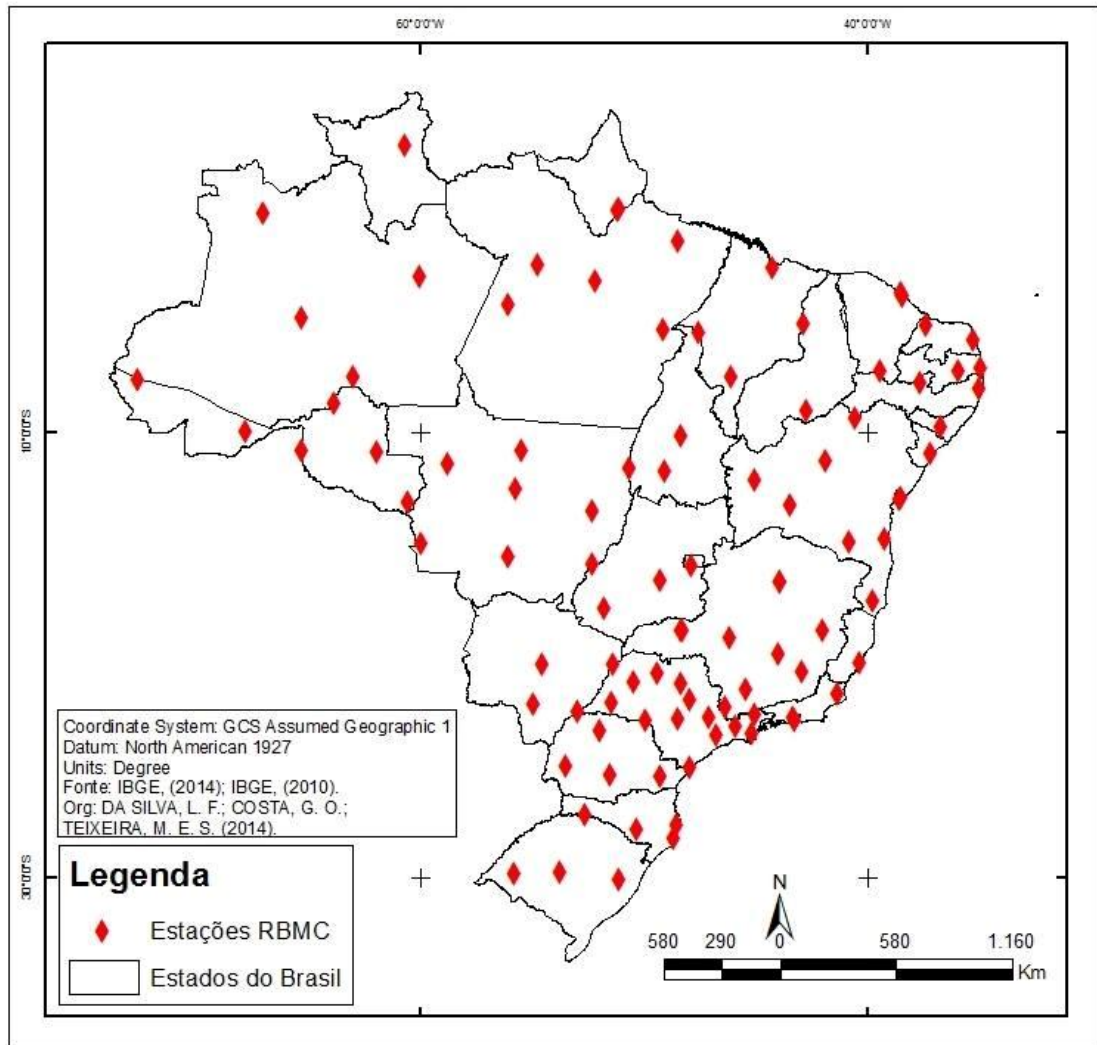 60°0'0"W
40°0'0"W
10°0'0"S
30°0'0"S
Coordinate System: GCS Assumed Geographic 1
Datum: North American 1927
Units: Degree
Fonte: IBGE, (2014); IBGE, (2010).
Org: DA SILVA, L. F.; COSTA, G. O.;
TEIXEIRA, M. E. S. (2014).
Legenda
Estações RBMC
Estados do Brasil
N
580 290 0 580 1.160
Km